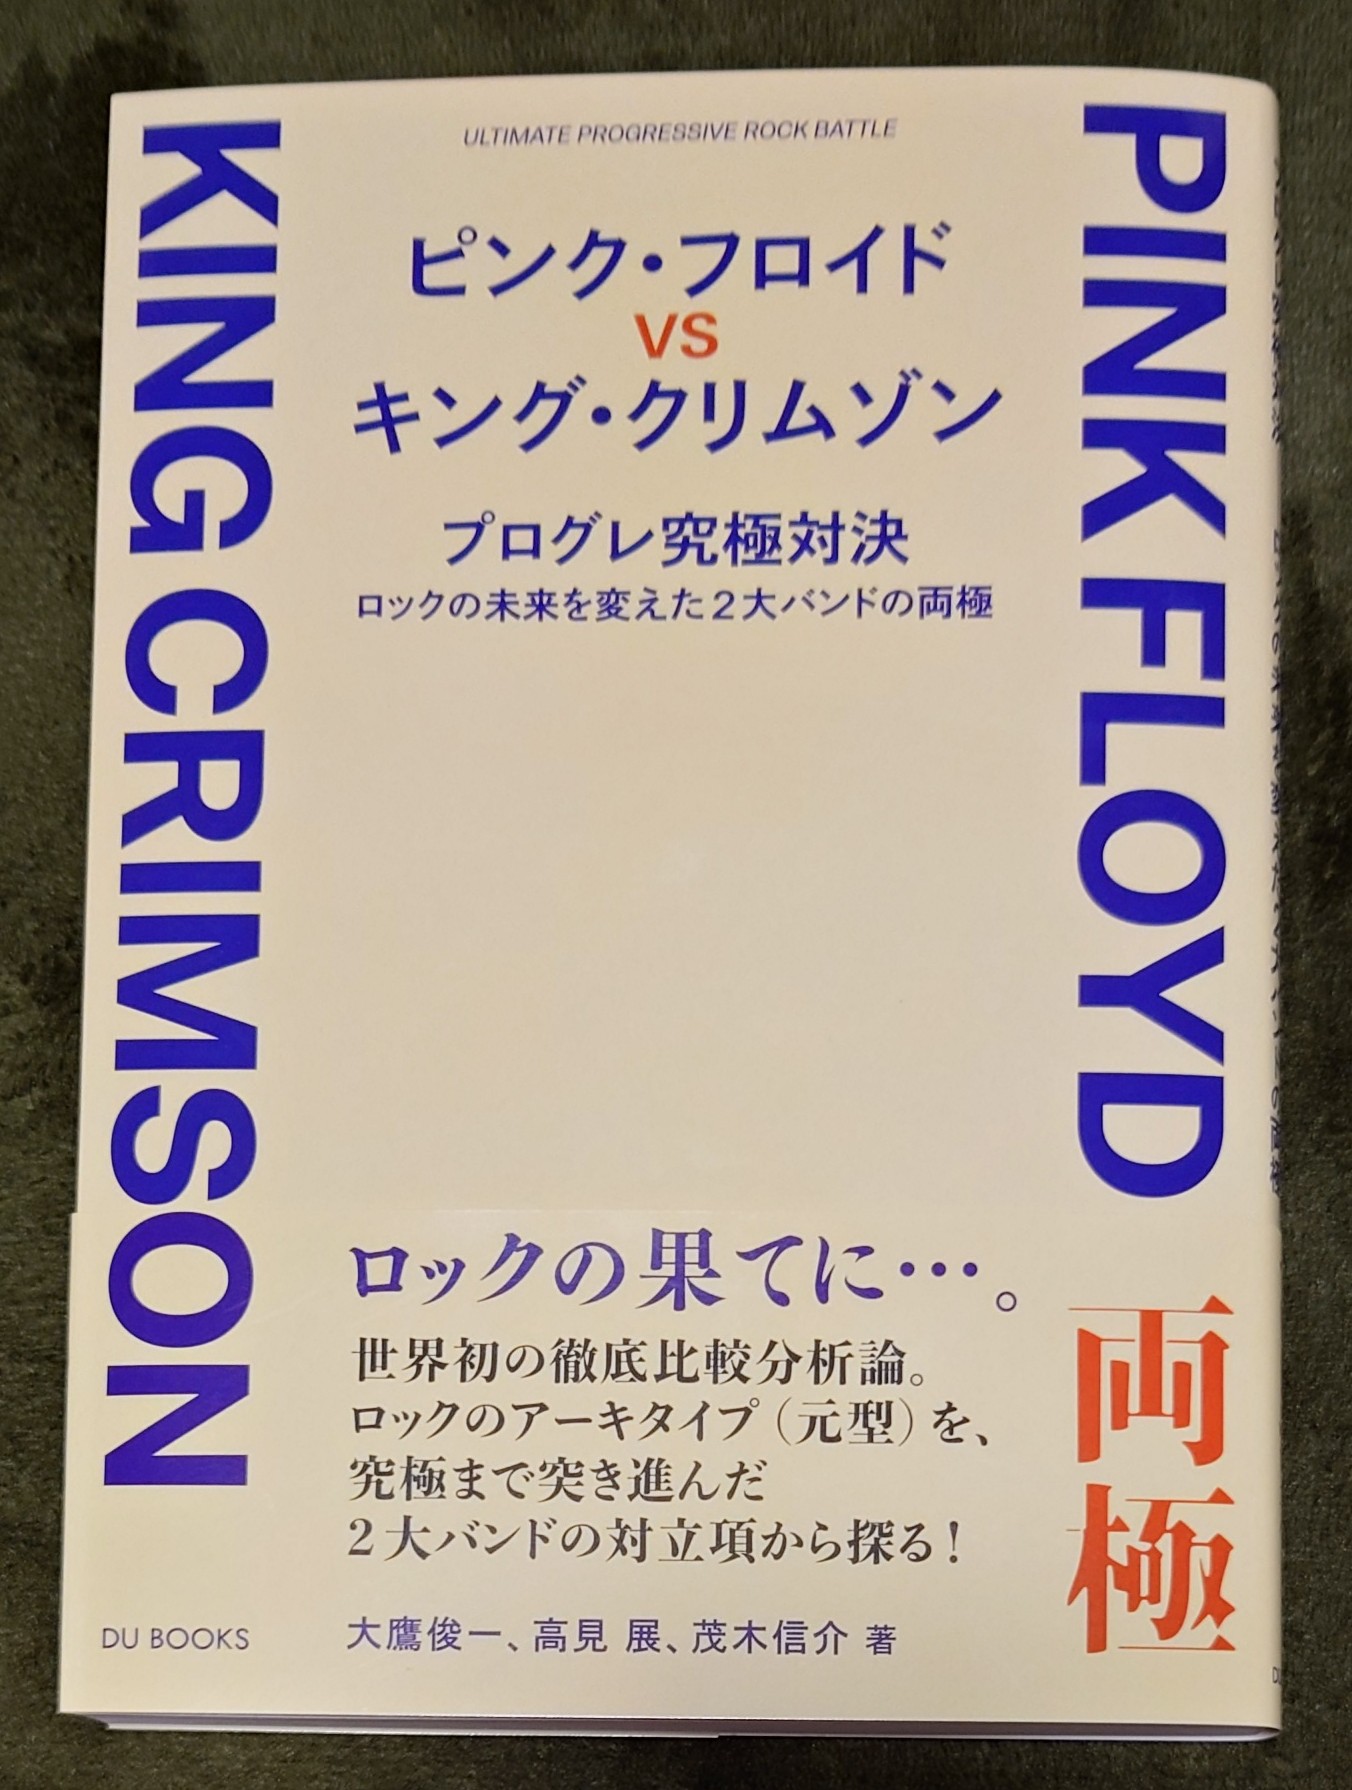 ULTIMATE PROGRESSIVE ROCK BATTLE
PINK FLOYD
KING CRIMSON
ピンク・フロイド
VS
キング・クリムゾン
プログレ究極対決
ロックの未来を変えた2大バンドの両極
ロックの果てに…。
世界初の徹底比較分析論。
ロックのアーキタイプ（元型）を、
究極まで突き進んだ
2大バンドの対立項から探る！
両極
大鷹俊一、高見 展、茂木信介 著
DU BOOKS